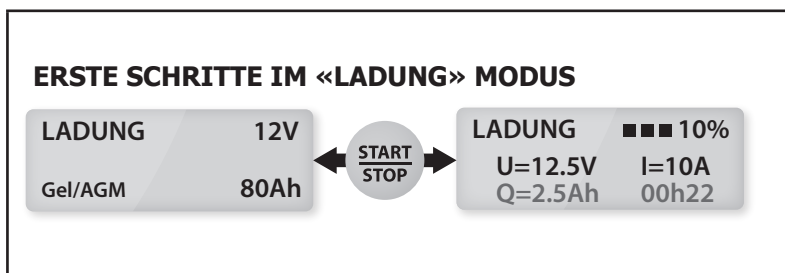 ERSTE SCHRITTE IM «LADUNG» MODUS
LADUNG 12V
Gel/AGM 80Ah
START
STOP
LADUNG ■■■ 10%
U=12.5V I=10A
Q=2.5Ah 00h22